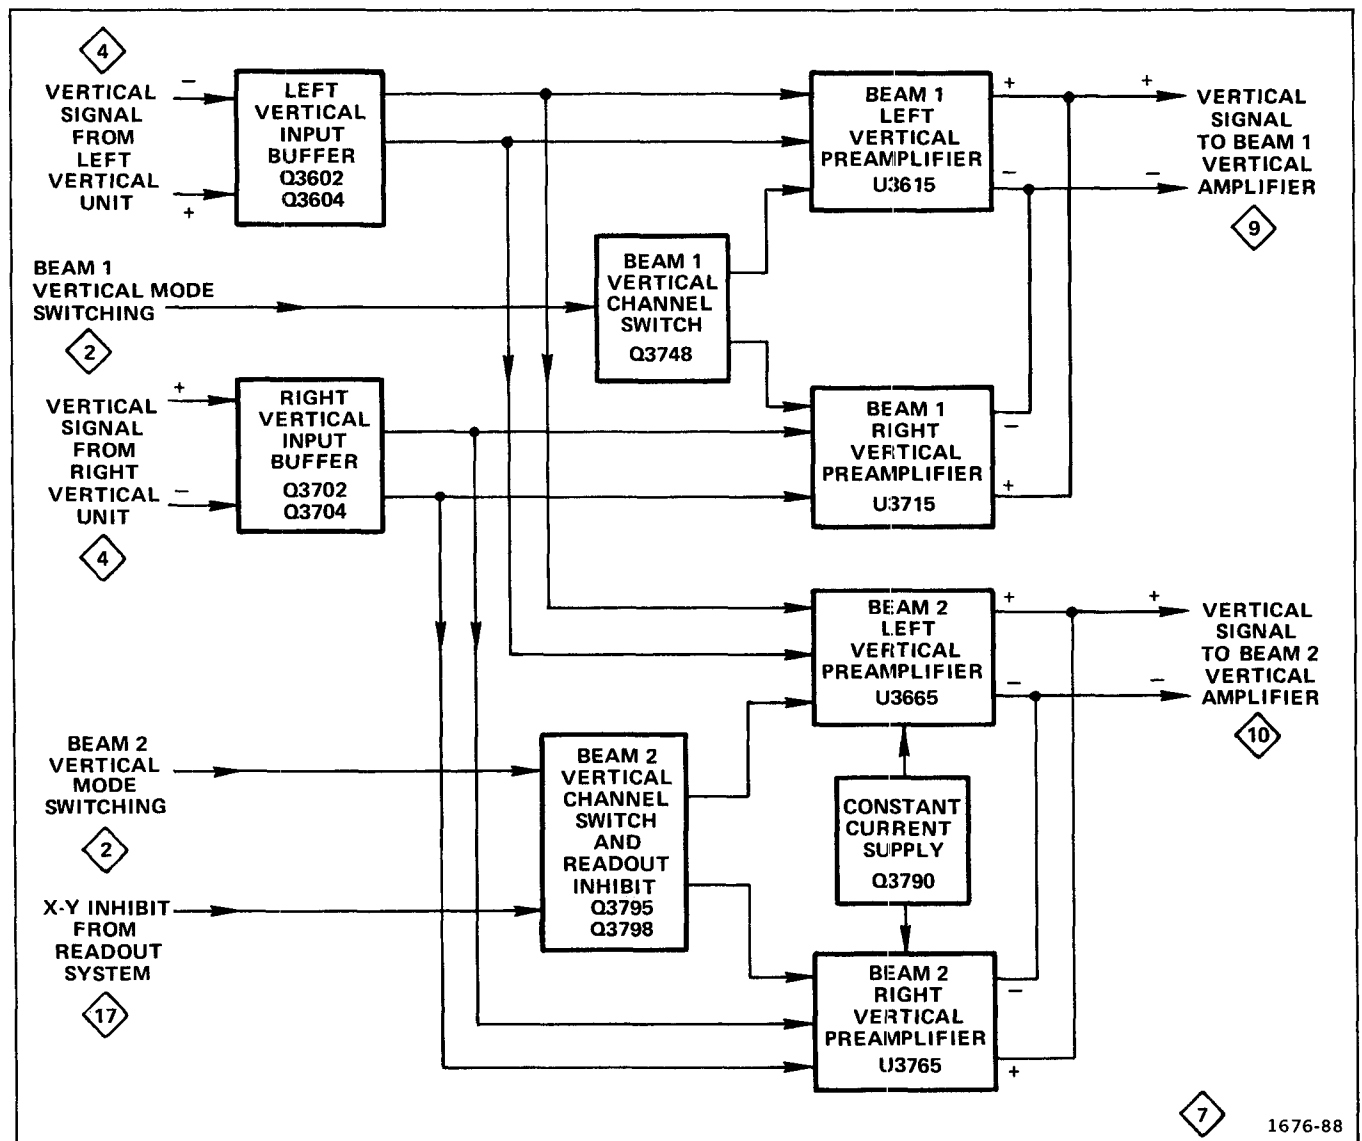 4
VERTICAL
SIGNAL
FROM
LEFT
VERTICAL
UNIT
−
+
LEFT
VERTICAL
INPUT
BUFFER
Q3602
Q3604
BEAM 1
LEFT
VERTICAL
PREAMPLIFIER
U3615
+
−
+
−
VERTICAL
SIGNAL
TO BEAM 1
VERTICAL
AMPLIFIER
9
BEAM 1
VERTICAL MODE
SWITCHING
2
BEAM 1
VERTICAL
CHANNEL
SWITCH
Q3748
VERTICAL
SIGNAL
FROM
RIGHT
VERTICAL
UNIT
4
+
−
RIGHT
VERTICAL
INPUT
BUFFER
Q3702
Q3704
BEAM 1
RIGHT
VERTICAL
PREAMPLIFIER
U3715
−
+
BEAM 2
LEFT
VERTICAL
PREAMPLIFIER
U3665
+
−
+
−
VERTICAL
SIGNAL
TO BEAM 2
VERTICAL
AMPLIFIER
10
BEAM 2
VERTICAL
MODE
SWITCHING
2
X-Y INHIBIT
FROM
READOUT
SYSTEM
17
BEAM 2
VERTICAL
CHANNEL
SWITCH
AND
READOUT
INHIBIT
Q3795
Q3798
CONSTANT
CURRENT
SUPPLY
Q3790
BEAM 2
RIGHT
VERTICAL
PREAMPLIFIER
U3765
−
+
7
1676-88